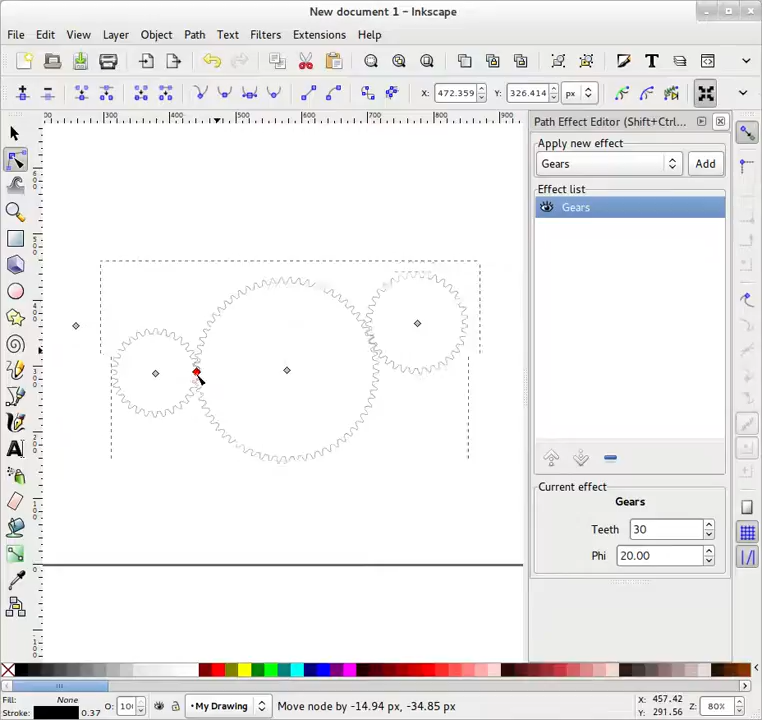 New document 1 - Inkscape
File Edit View Layer Object Path Text Filters Extensions Help
X: 472.359 Y: 326.414 px
Path Effect Editor (Shift+Ctrl...
Apply new effect
Gears Add
Effect list
Gears
Current effect
Gears
Teeth 30
Phi 20.00
Fill: None
Stroke: 0.37
O: 10
My Drawing
Move node by -14.94 px, -34.85 px
X: 457.42
Y: 291.56
Z: 80%